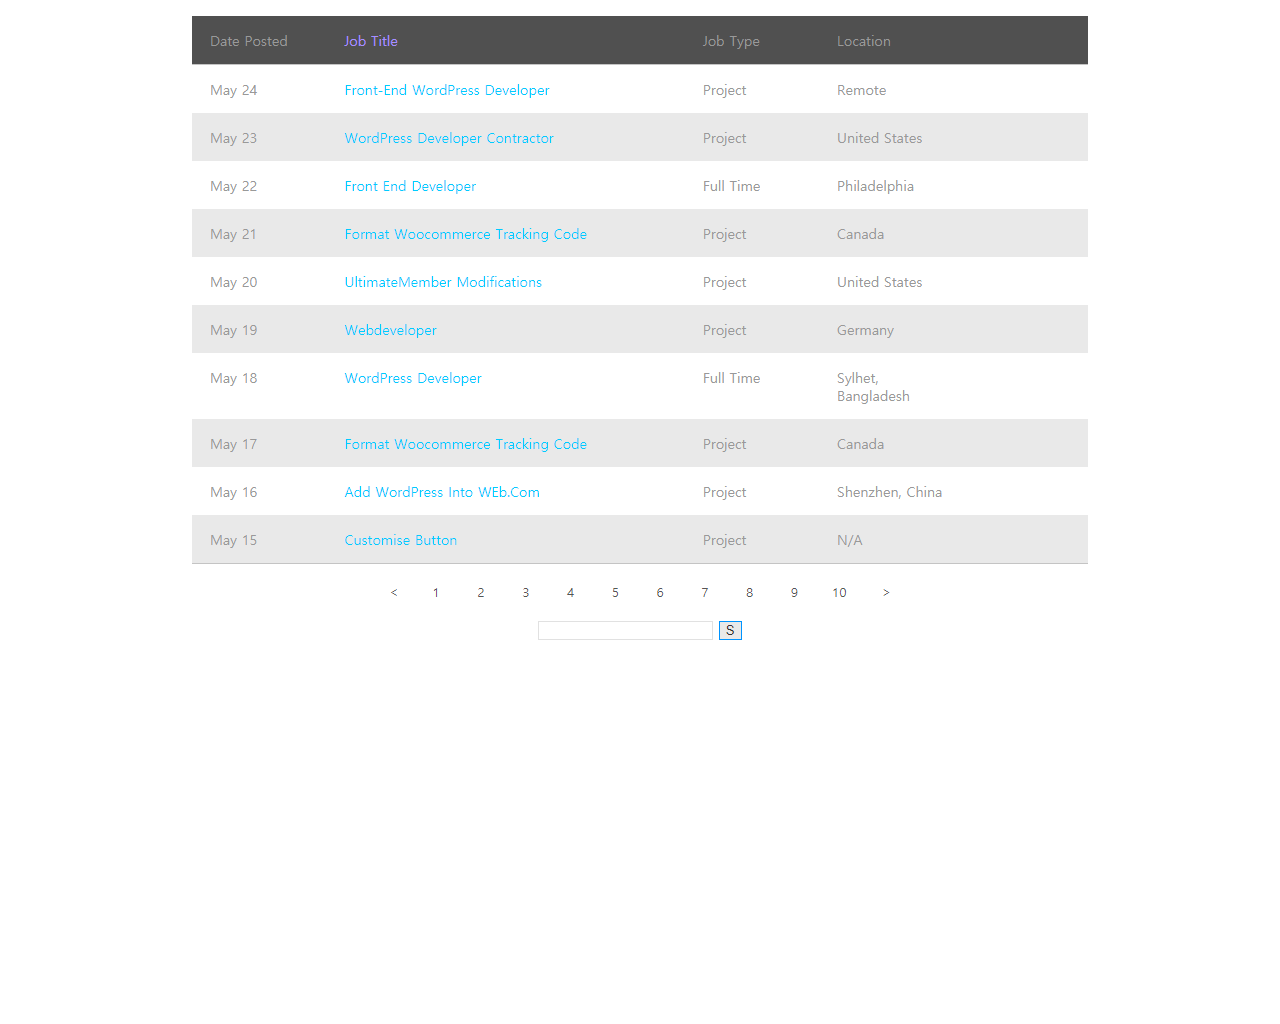 Date Posted Job Title Job Type Location
May 24 Front-End WordPress Developer Project Remote
May 23 WordPress Developer Contractor Project United States
May 22 Front End Developer Full Time Philadelphia
May 21 Format Woocommerce Tracking Code Project Canada
May 20 UltimateMember Modifications Project United States
May 19 Webdeveloper Project Germany
May 18 WordPress Developer Full Time Sylhet,
Bangladesh
May 17 Format Woocommerce Tracking Code Project Canada
May 16 Add WordPress Into WEb.Com Project Shenzhen, China
May 15 Customise Button Project N/A
< 1 2 3 4 5 6 7 8 9 10 >
S